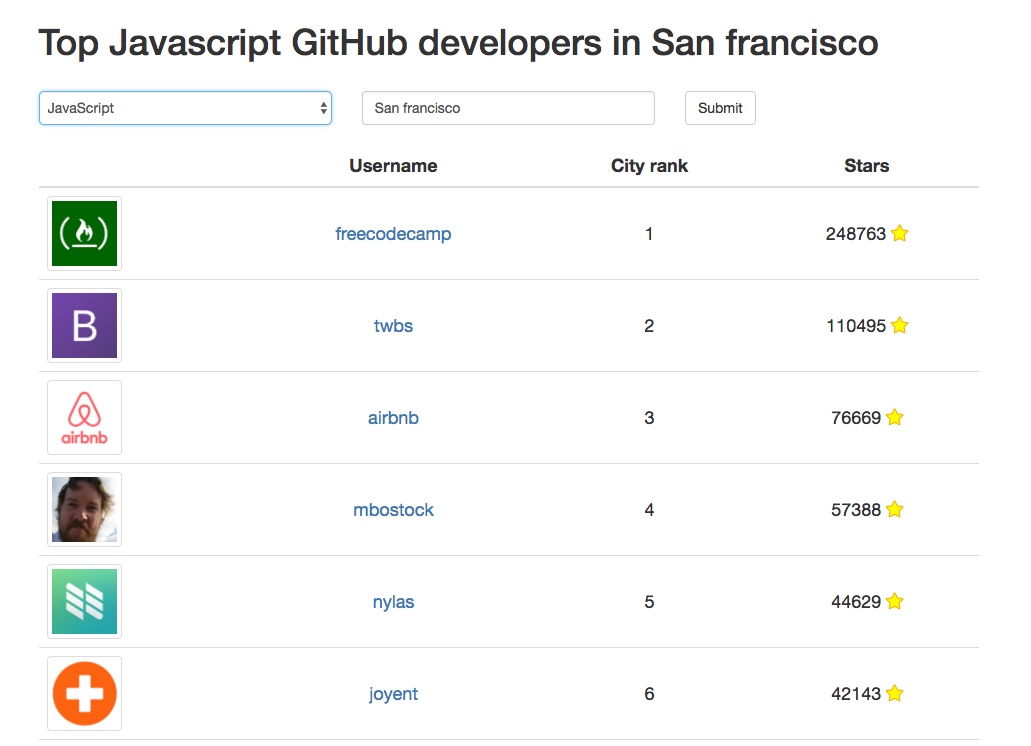 Top Javascript GitHub developers in San francisco
JavaScript San francisco Submit
Username City rank Stars
freecodecamp 1 248763
B twbs 2 110495
airbnb airbnb 3 76669
mbostock 4 57388
nylas 5 44629
joyent 6 42143